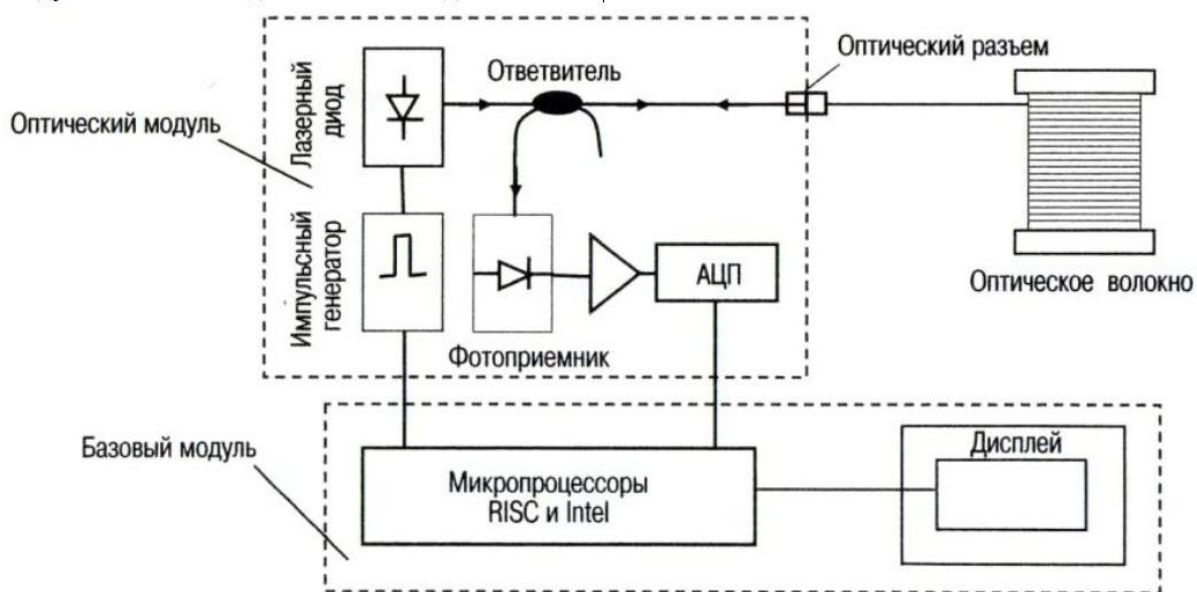 Оптический модуль
Лазерный
диод
Ответвитель
Оптический разъем
Импульсный
генератор
АЦП
Оптическое волокно
Фотоприемник
Базовый модуль
Микропроцессоры
RISC и Intel
Дисплей